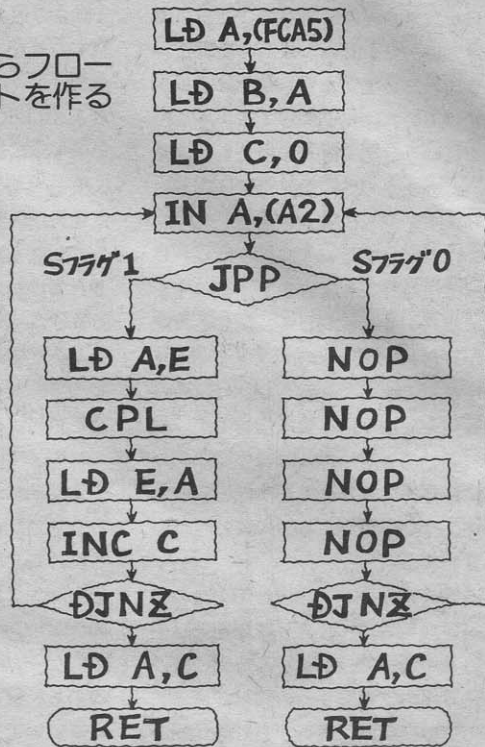 らフロー
トを作る
LD A,(FCA5)
LD B,A
LD C,0
IN A,(A2)
Sフラグ1
JPP
Sフラグ0
LD A,E
CPL
LD E,A
INC C
DJNZ
LD A,C
RET
NOP
NOP
NOP
NOP
DJNZ
LD A,C
RET